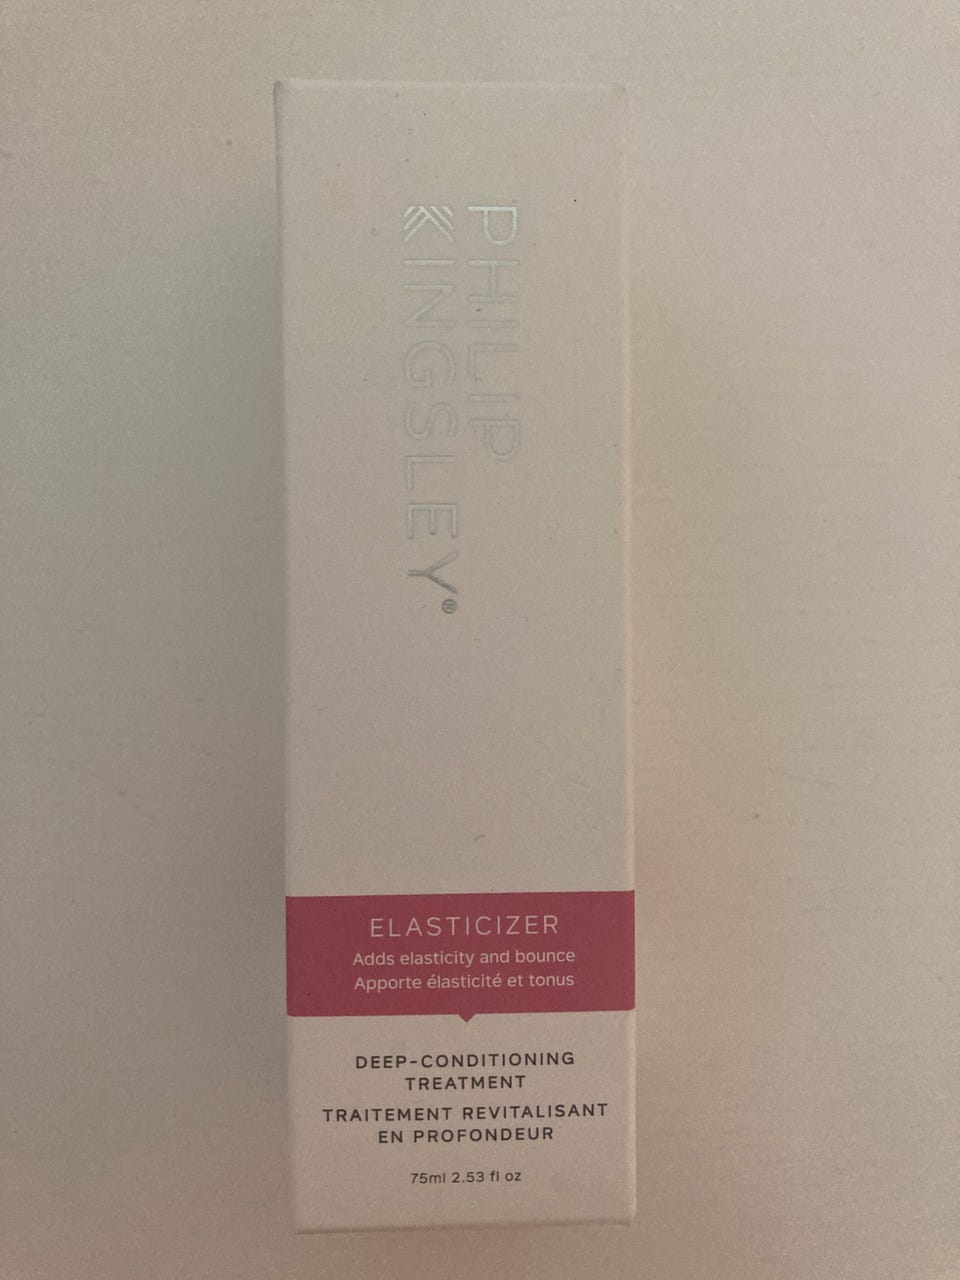 PHILIP
KINGSLEY®
ELASTICIZER
Adds elasticity and bounce
Apporte élasticité et tonus
DEEP-CONDITIONING
TREATMENT
TRAITEMENT REVITALISANT
EN PROFONDEUR
75ml 2.53 fl oz